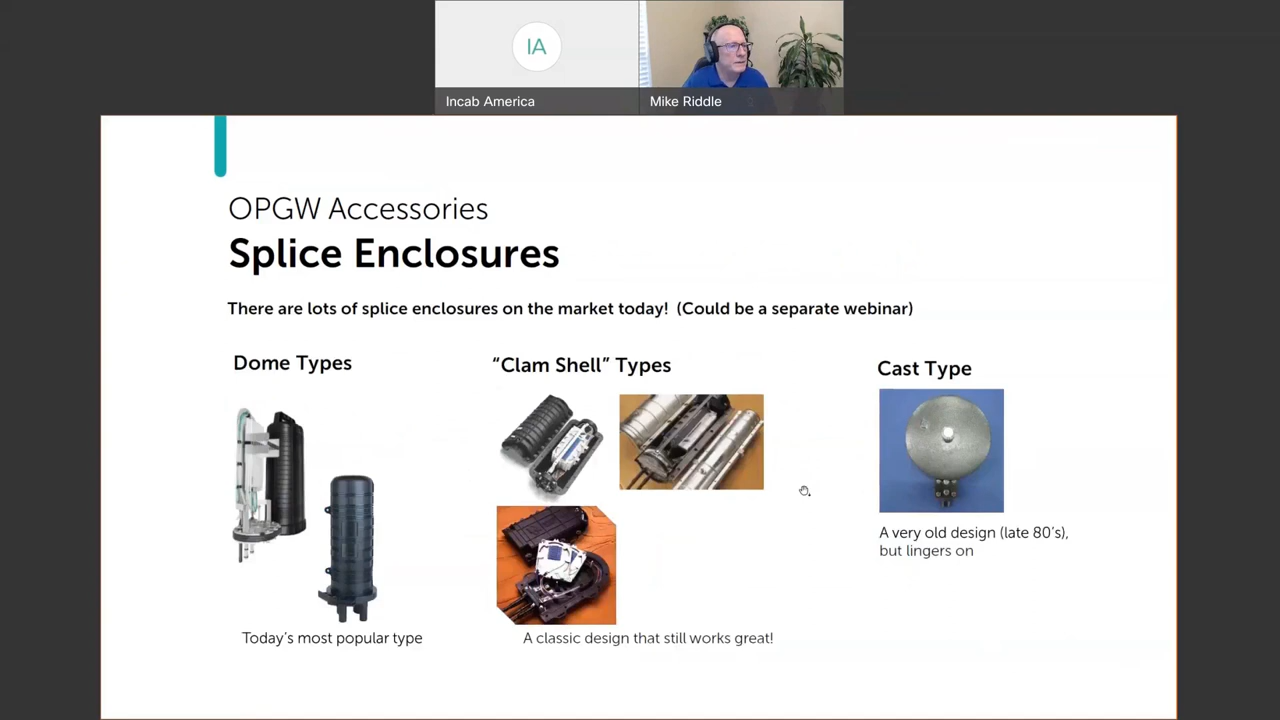 IA
Incab America
Mike Riddle
OPGW Accessories
Splice Enclosures
There are lots of splice enclosures on the market today! (Could be a separate webinar)
Dome Types
“Clam Shell” Types
Cast Type
A very old design (late 80’s),
but lingers on
Today’s most popular type
A classic design that still works great!